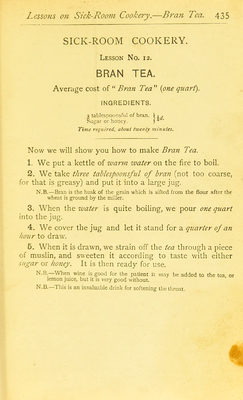 Lessons on Sick-Room Cookery.—Bran Tea. 435
SICK-ROOM COOKERY.
Lesson No. 12.
BRAN TEA.
Average cost of "Bran Tea" (one quart).
INGREDIENTS.
3 tablespoonsful of bran. } 1d.
Sugar or honey.
Time required, about twenty minutes.
Now we will show you how to make Bran Tea.
1. We put a kettle of warm water on the fire to boil.
2. We take three tablespoonsful of bran (not too coarse,
for that is greasy) and put it into a large jug.
N.B.—Bran is the husk of the grain which is sifted from the flour after the
wheat is ground by the miller.
3. When the water is quite boiling, we pour one quart
into the jug.
4. We cover the jug and let it stand for a quarter of an
hour to draw.
5. When it is drawn, we strain off the tea through a piece
of muslin, and sweeten it according to taste with either
sugar or honey. It is then ready for use.
N.B.—When wine is good for the patient it may be added to the tea, or
lemon juice, but it is very good without.
N.B.—This is an invaluable drink for softening the throat.